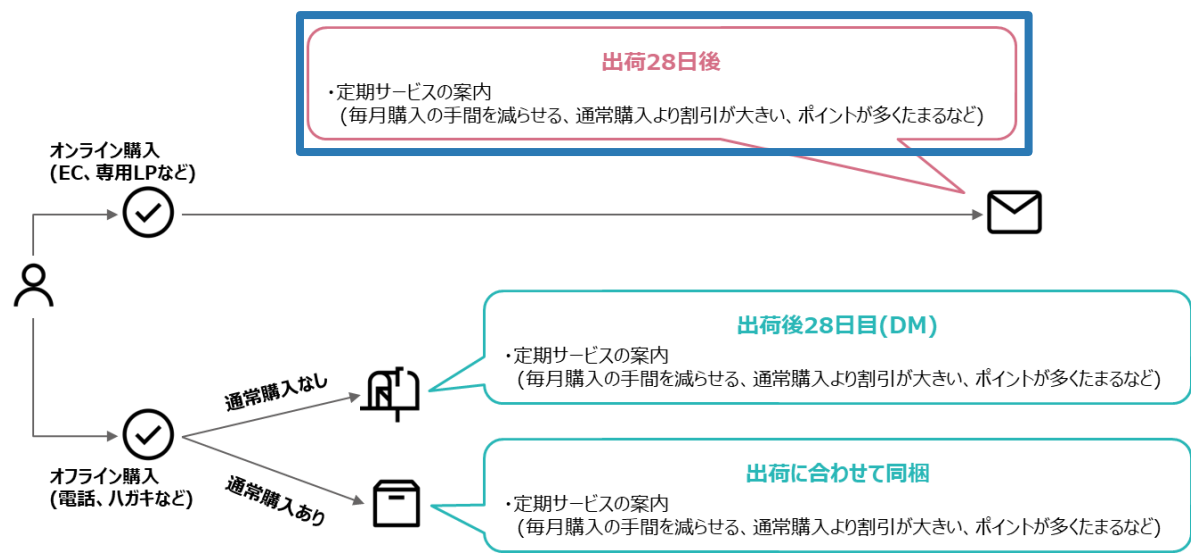 出荷28日後
・定期サービスの案内
(毎月購入の手間を減らせる、通常購入より割引が大きい、ポイントが多くたまるなど)
オンライン購入
(EC、専用LPなど)
出荷後28日目(DM)
・定期サービスの案内
(毎月購入の手間を減らせる、通常購入より割引が大きい、ポイントが多くたまるなど)
通常購入なし
オフライン購入
(電話、ハガキなど)
通常購入あり
出荷に合わせて同梱
・定期サービスの案内
(毎月購入の手間を減らせる、通常購入より割引が大きい、ポイントが多くたまるなど)